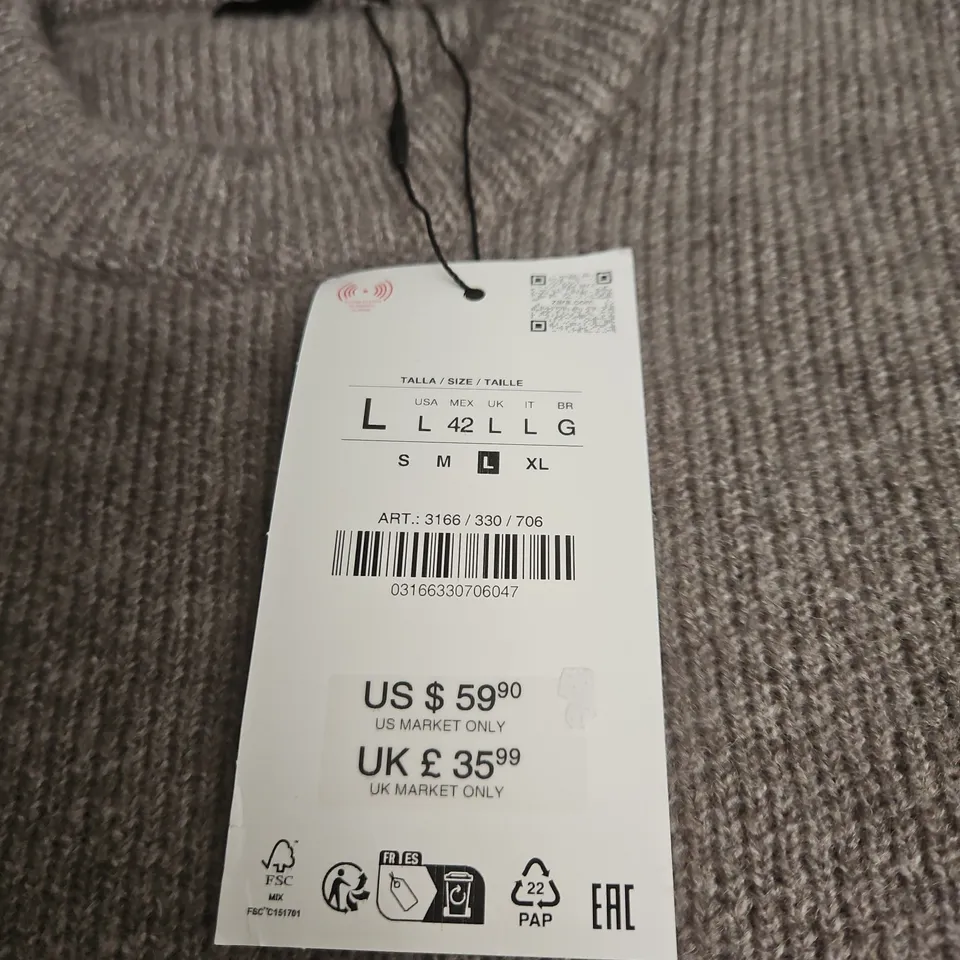 TALLA / SIZE / TAILLE
USA MEX UK IT BR
L L 42 L L G
S M L XL
ART.: 3166 / 330 / 706
03166330706047
US $ 59⁹⁰
US MARKET ONLY
UK £ 35⁹⁹
UK MARKET ONLY
FR ES
FSC
MIX
FSC™C151701
22
PAP
EAC